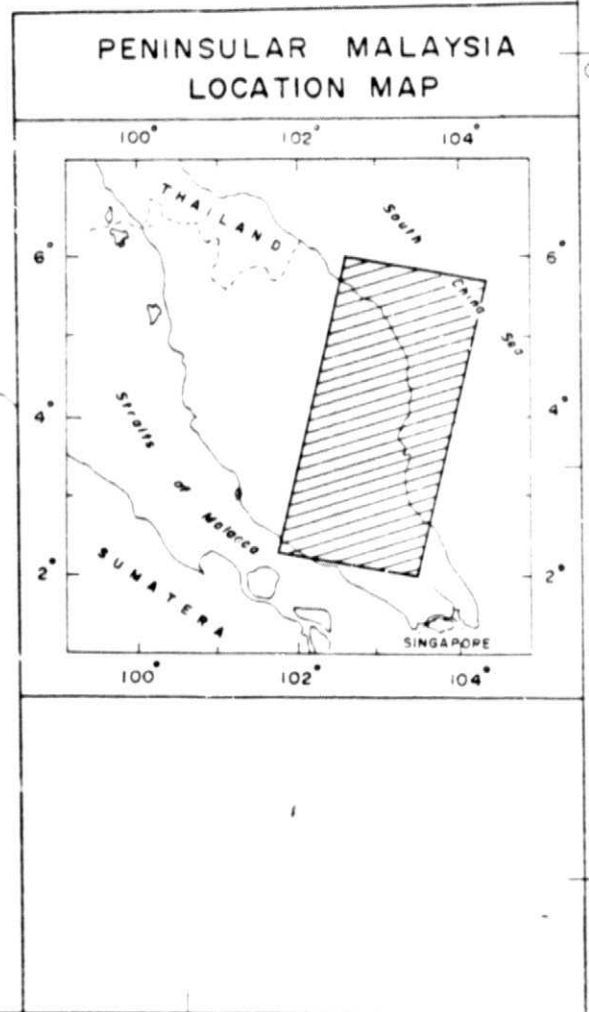 PENINSULAR MALAYSIA
LOCATION MAP
100° 102° 104°
THAILAND
South
China
Sea
6° 6°
4° 4°
Straits
of
Malacca
2° 2°
SUMATERA
SINGAPORE
100° 102° 104°